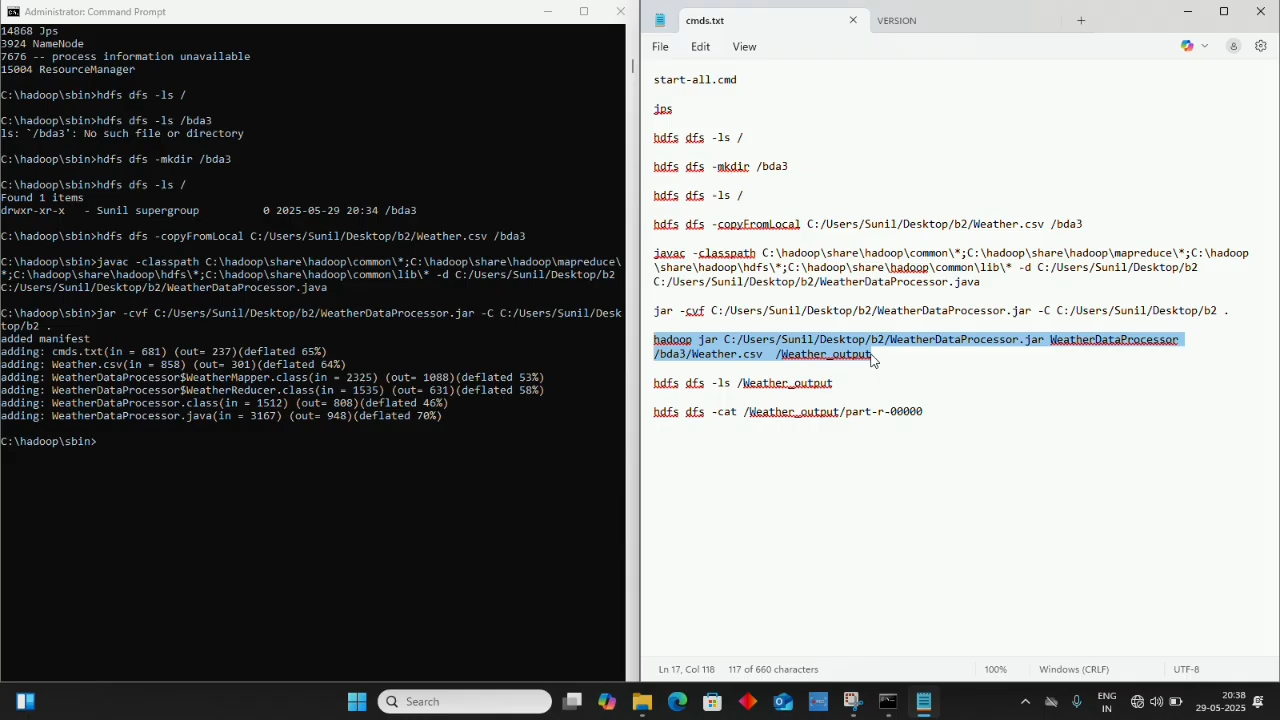 Administrator: Command Prompt
14868 Jps
3924 NameNode
7676 -- process information unavailable
15004 ResourceManager
C:\hadoop\sbin>hdfs dfs -ls /
C:\hadoop\sbin>hdfs dfs -ls /bda3
ls: `/bda3': No such file or directory
C:\hadoop\sbin>hdfs dfs -mkdir /bda3
C:\hadoop\sbin>hdfs dfs -ls /
Found 1 items
drwxr-xr-x   - Sunil supergroup          0 2025-05-29 20:34 /bda3
C:\hadoop\sbin>hdfs dfs -copyFromLocal C:/Users/Sunil/Desktop/b2/Weather.csv /bda3
C:\hadoop\sbin>javac -classpath C:\hadoop\share\hadoop\common\*;C:\hadoop\share\hadoop\mapreduce\
*;C:\hadoop\share\hadoop\hdfs\*;C:\hadoop\share\hadoop\common\lib\* -d C:/Users/Sunil/Desktop/b2
C:/Users/Sunil/Desktop/b2/WeatherDataProcessor.java
C:\hadoop\sbin>jar -cvf C:/Users/Sunil/Desktop/b2/WeatherDataProcessor.jar -C C:/Users/Sunil/Desk
top/b2 .
added manifest
adding: cmds.txt(in = 681) (out= 237)(deflated 65%)
adding: Weather.csv(in = 858) (out= 301)(deflated 64%)
adding: WeatherDataProcessor$WeatherMapper.class(in = 2325) (out= 1088)(deflated 53%)
adding: WeatherDataProcessor$WeatherReducer.class(in = 1535) (out= 631)(deflated 58%)
adding: WeatherDataProcessor.class(in = 1512) (out= 808)(deflated 46%)
adding: WeatherDataProcessor.java(in = 3167) (out= 948)(deflated 70%)
C:\hadoop\sbin>
cmds.txt
VERSION
File Edit View
start-all.cmd
jps
hdfs dfs -ls /
hdfs dfs -mkdir /bda3
hdfs dfs -ls /
hdfs dfs -copyFromLocal C:/Users/Sunil/Desktop/b2/Weather.csv /bda3
javac -classpath C:\hadoop\share\hadoop\common\*;C:\hadoop\share\hadoop\mapreduce\*;C:\hadoop
\share\hadoop\hdfs\*;C:\hadoop\share\hadoop\common\lib\* -d C:/Users/Sunil/Desktop/b2
C:/Users/Sunil/Desktop/b2/WeatherDataProcessor.java
jar -cvf C:/Users/Sunil/Desktop/b2/WeatherDataProcessor.jar -C C:/Users/Sunil/Desktop/b2 .
hadoop jar C:/Users/Sunil/Desktop/b2/WeatherDataProcessor.jar WeatherDataProcessor
/bda3/Weather.csv  /Weather_output
hdfs dfs -ls /Weather_output
hdfs dfs -cat /Weather_output/part-r-00000
Ln 17, Col 118 117 of 660 characters 100% Windows (CRLF) UTF-8
Search
ENG
IN
20:38
29-05-2025